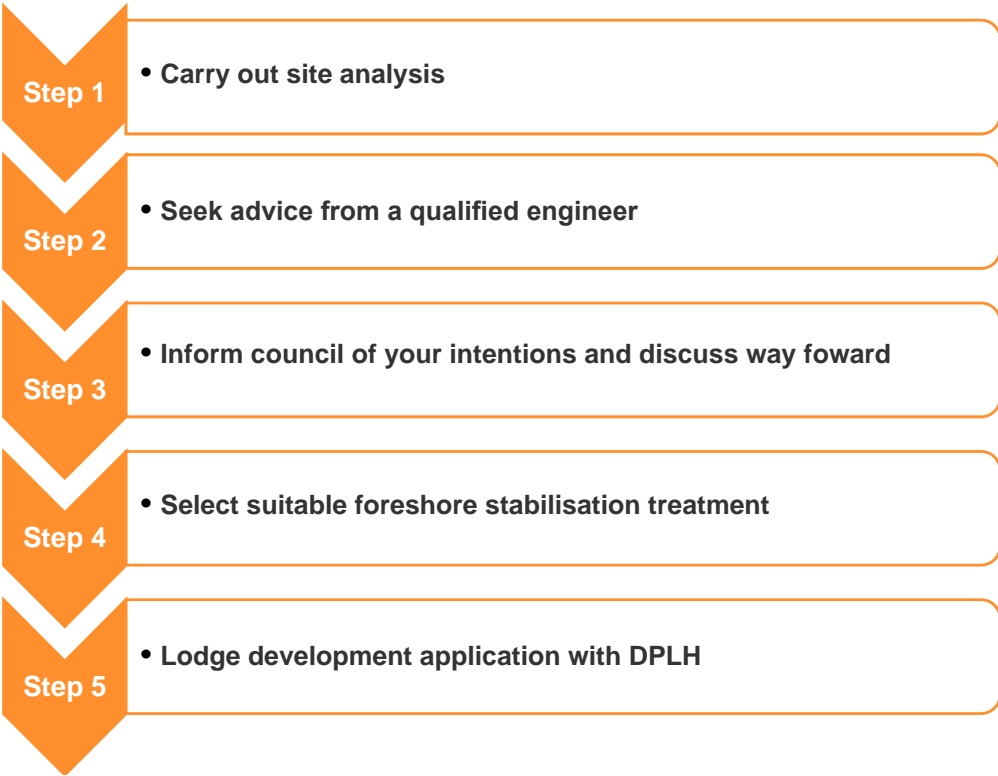 Step 1
• Carry out site analysis
Step 2
• Seek advice from a qualified engineer
Step 3
• Inform council of your intentions and discuss way foward
Step 4
• Select suitable foreshore stabilisation treatment
Step 5
• Lodge development application with DPLH